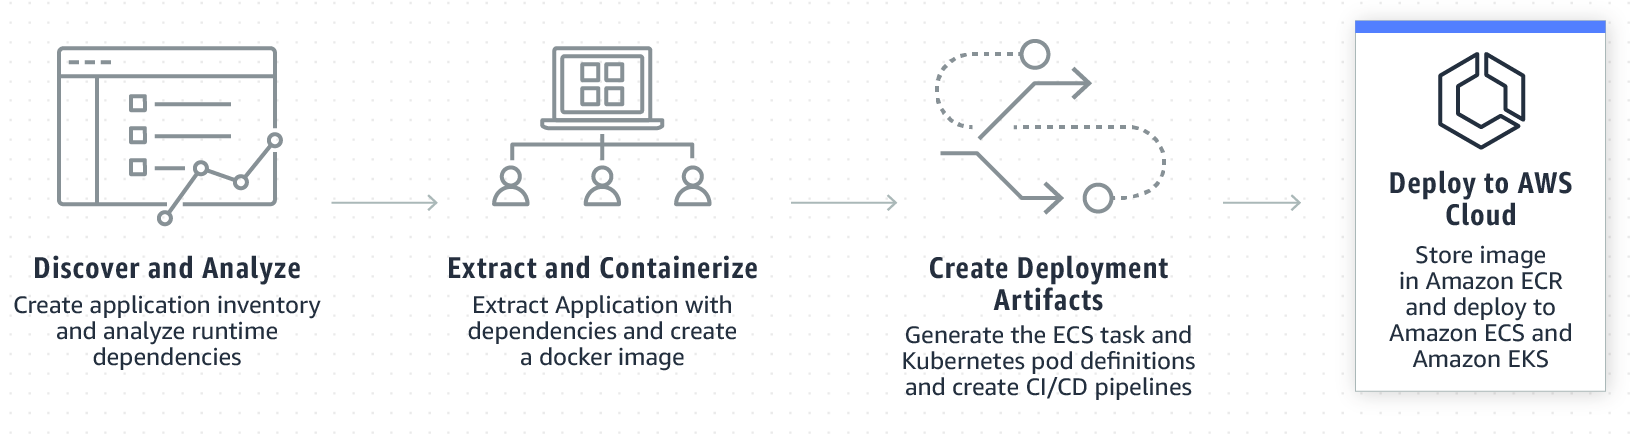 Discover and Analyze
Create application inventory
and analyze runtime
dependencies
Extract and Containerize
Extract Application with
dependencies and create
a docker image
Create Deployment
Artifacts
Generate the ECS task and
Kubernetes pod definitions
and create CI/CD pipelines
Deploy to AWS
Cloud
Store image
in Amazon ECR
and deploy to
Amazon ECS and
Amazon EKS